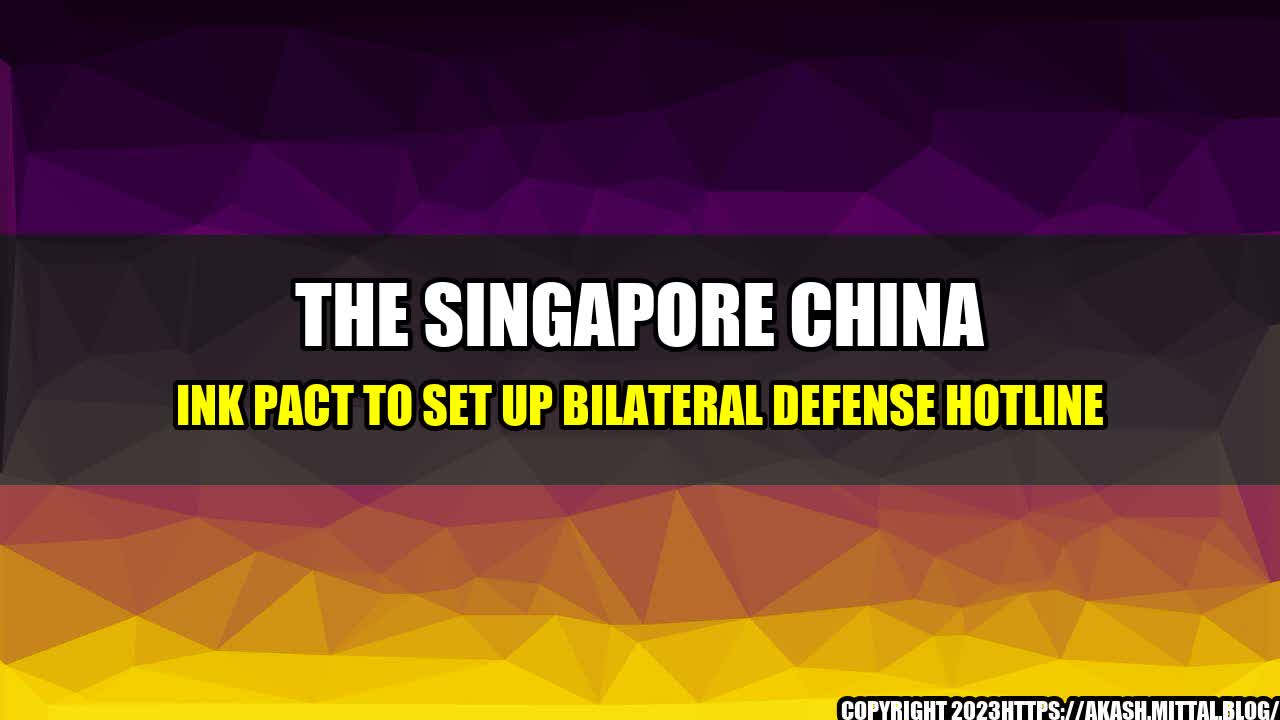 THE SINGAPORE CHINA
INK PACT TO SET UP BILATERAL DEFENSE HOTLINE
COPYRIGHT 2023HTTPS://AKASH.MITTAL.BLOG/